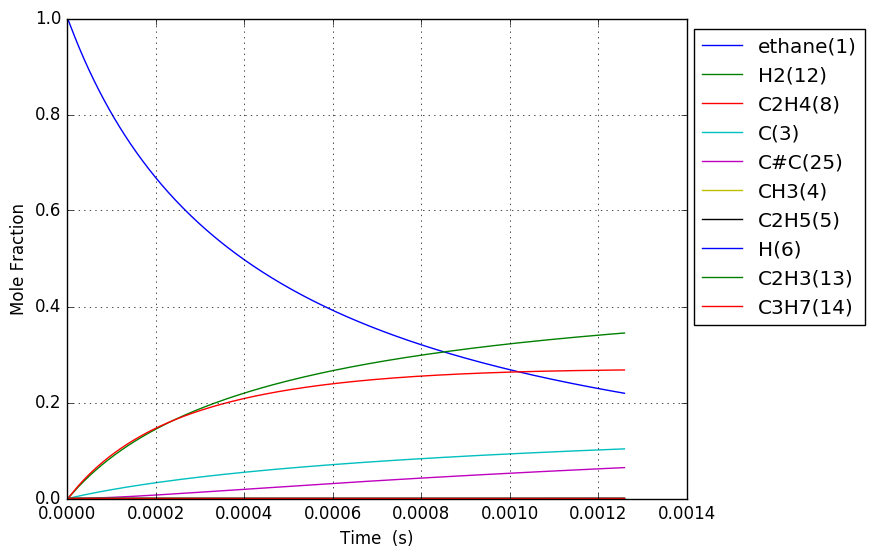 1.0
0.8
0.6
0.4
0.2
0.0
0.0000 0.0002 0.0004 0.0006 0.0008 0.0010 0.0012 0.0014
Time (s)
Mole Fraction
ethane(1)
H2(12)
C2H4(8)
C(3)
C#C(25)
CH3(4)
C2H5(5)
H(6)
C2H3(13)
C3H7(14)